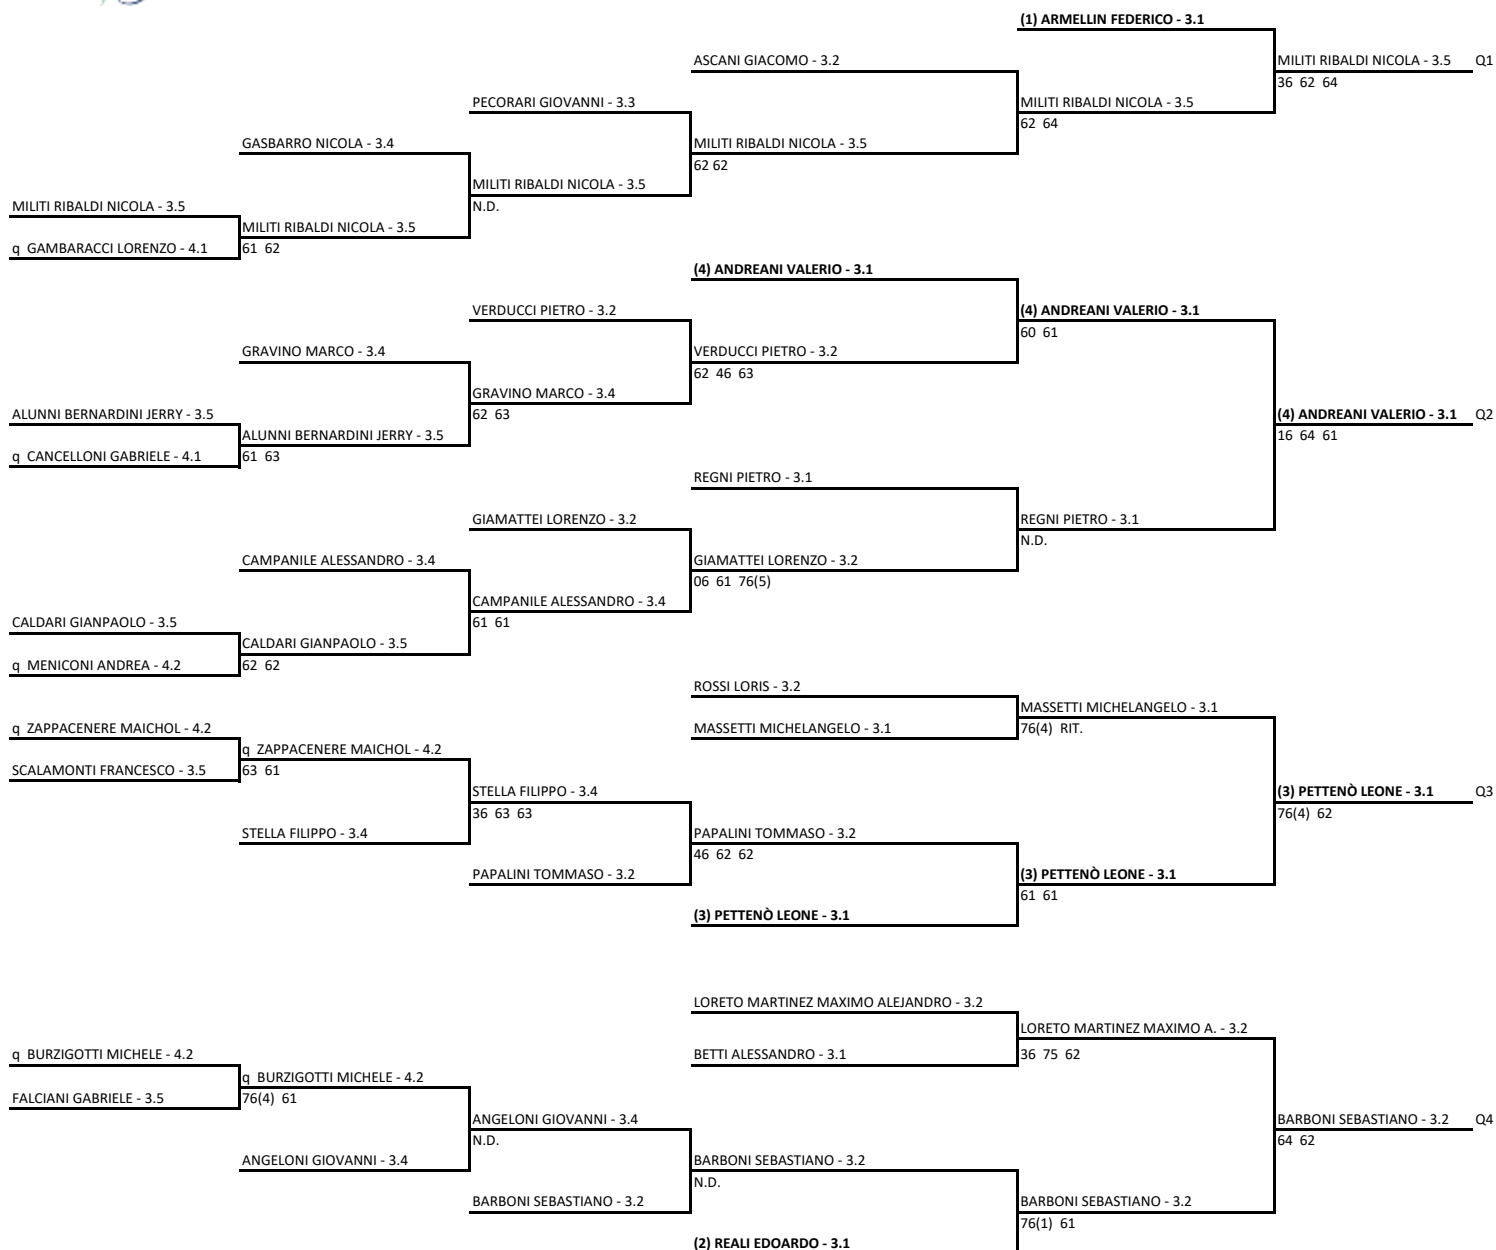 (1) ARMELLIN FEDERICO - 3.1
ASCANI GIACOMO - 3.2
MILITI RIBALDI NICOLA - 3.5 Q1
36 62 64
PECORARI GIOVANNI - 3.3
MILITI RIBALDI NICOLA - 3.5
62 64
GASBARRO NICOLA - 3.4
MILITI RIBALDI NICOLA - 3.5
62 62
MILITI RIBALDI NICOLA - 3.5
N.D.
MILITI RIBALDI NICOLA - 3.5
MILITI RIBALDI NICOLA - 3.5
q GAMBARACCI LORENZO - 4.1
61 62
(4) ANDREANI VALERIO - 3.1
VERDUCCI PIETRO - 3.2
(4) ANDREANI VALERIO - 3.1
60 61
GRAVINO MARCO - 3.4
VERDUCCI PIETRO - 3.2
62 46 63
GRAVINO MARCO - 3.4
62 63
ALUNNI BERNARDINI JERRY - 3.5
(4) ANDREANI VALERIO - 3.1 Q2
16 64 61
ALUNNI BERNARDINI JERRY - 3.5
q CANCELLONI GABRIELE - 4.1
61 63
REGNI PIETRO - 3.1
GIAMATTEI LORENZO - 3.2
REGNI PIETRO - 3.1
N.D.
CAMPANILE ALESSANDRO - 3.4
GIAMATTEI LORENZO - 3.2
06 61 76(5)
CAMPANILE ALESSANDRO - 3.4
61 61
CALDARI GIANPAOLO - 3.5
CALDARI GIANPAOLO - 3.5
q MENICONI ANDREA - 4.2
62 62
ROSSI LORIS - 3.2
MASSETTI MICHELANGELO - 3.1
q ZAPPACENERE MAICHOL - 4.2
MASSETTI MICHELANGELO - 3.1
76(4) RIT.
q ZAPPACENERE MAICHOL - 4.2
SCALAMONTI FRANCESCO - 3.5
63 61
STELLA FILIPPO - 3.4
(3) PETTENÒ LEONE - 3.1 Q3
36 63 63
76(4) 62
STELLA FILIPPO - 3.4
PAPALINI TOMMASO - 3.2
46 62 62
PAPALINI TOMMASO - 3.2
(3) PETTENÒ LEONE - 3.1
61 61
(3) PETTENÒ LEONE - 3.1
LORETO MARTINEZ MAXIMO ALEJANDRO - 3.2
LORETO MARTINEZ MAXIMO A. - 3.2
q BURZIGOTTI MICHELE - 4.2
BETTI ALESSANDRO - 3.1
36 75 62
q BURZIGOTTI MICHELE - 4.2
FALCIANI GABRIELE - 3.5
76(4) 61
ANGELONI GIOVANNI - 3.4
BARBONI SEBASTIANO - 3.2 Q4
N.D.
64 62
ANGELONI GIOVANNI - 3.4
BARBONI SEBASTIANO - 3.2
N.D.
BARBONI SEBASTIANO - 3.2
BARBONI SEBASTIANO - 3.2
76(1) 61
(2) REALI EDOARDO - 3.1